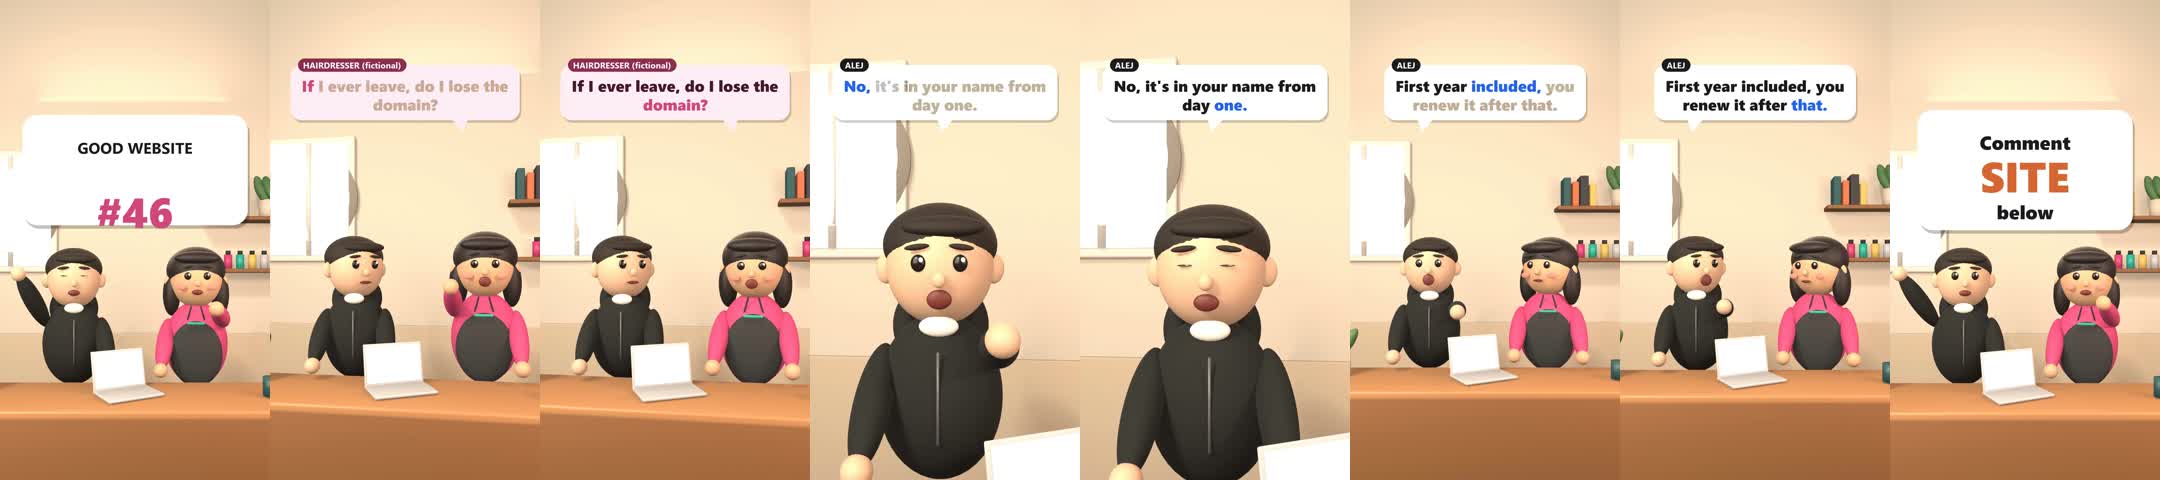 GOOD WEBSITE
#46
HAIRDRESSER (fictional)
If I ever leave, do I lose the
domain?
HAIRDRESSER (fictional)
If I ever leave, do I lose the
domain?
ALEJ
No, it's in your name from
day one.
ALEJ
No, it's in your name from
day one.
ALEJ
First year included, you
renew it after that.
ALEJ
First year included, you
renew it after that.
Comment
SITE
below